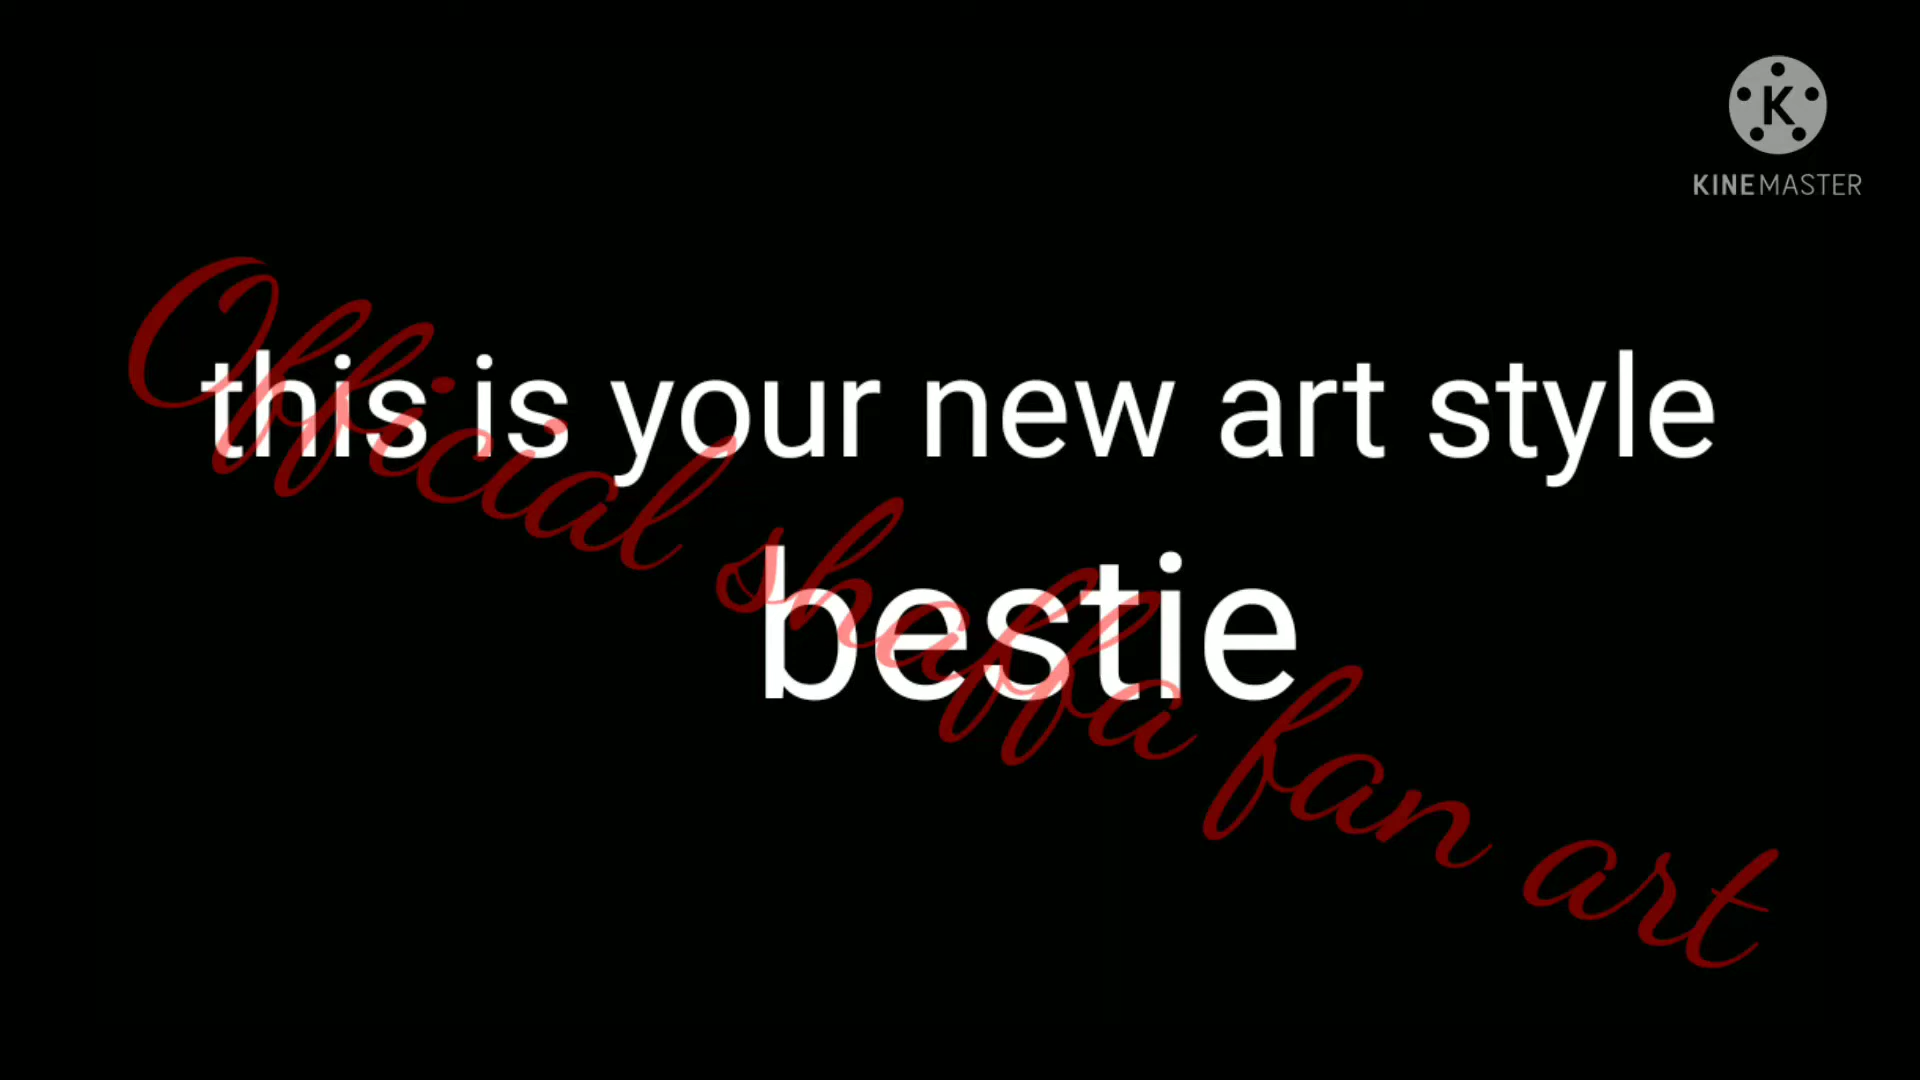 K
KINEMASTER
this is your new art style
bestie
Official shaffa fan art